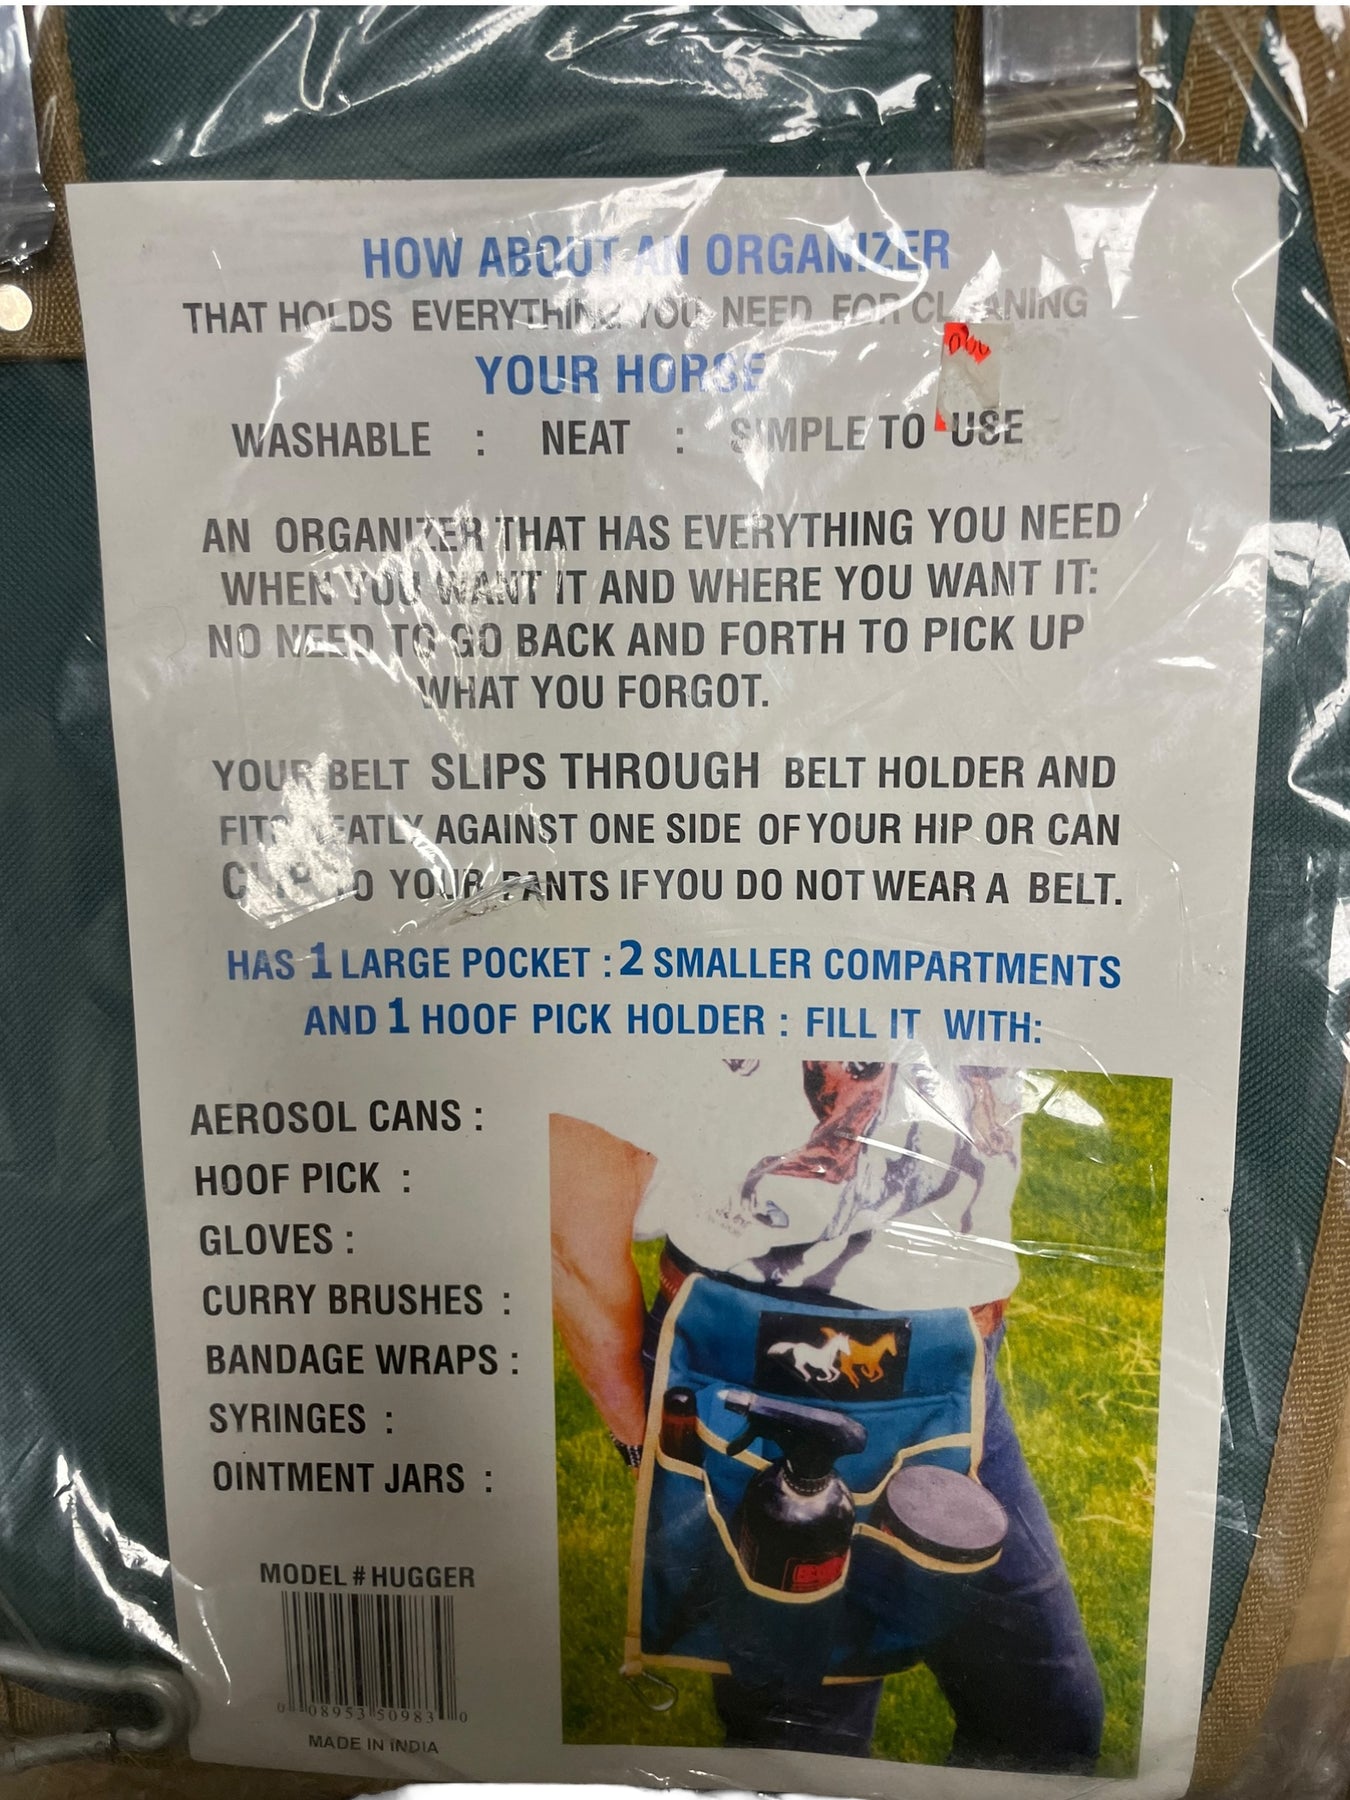 HOW ABOUT AN ORGANIZER
THAT HOLDS EVERYTHING YOU NEED FOR CLEANING
YOUR HORSE
WASHABLE : NEAT : SIMPLE TO USE
AN ORGANIZER THAT HAS EVERYTHING YOU NEED
WHEN YOU WANT IT AND WHERE YOU WANT IT:
NO NEED TO GO BACK AND FORTH TO PICK UP
WHAT YOU FORGOT.
YOUR BELT SLIPS THROUGH BELT HOLDER AND
FITS NEATLY AGAINST ONE SIDE OF YOUR HIP OR CAN
CLIP TO YOUR PANTS IF YOU DO NOT WEAR A BELT.
HAS 1 LARGE POCKET : 2 SMALLER COMPARTMENTS
AND 1 HOOF PICK HOLDER : FILL IT WITH:
AEROSOL CANS :
HOOF PICK :
GLOVES :
CURRY BRUSHES :
BANDAGE WRAPS :
SYRINGES :
OINTMENT JARS :
MODEL # HUGGER
0 08953 50983 0
MADE IN INDIA